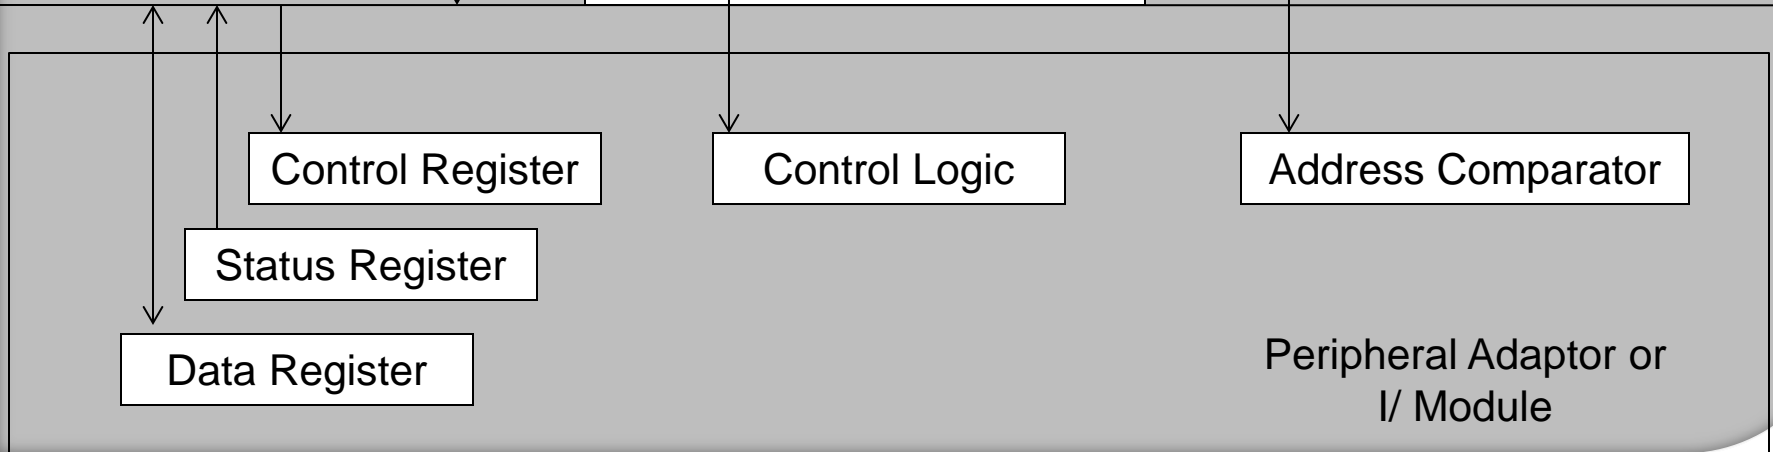 Control Register
Control Logic
Address Comparator
Status Register
Data Register
Peripheral Adaptor or
I/ Module